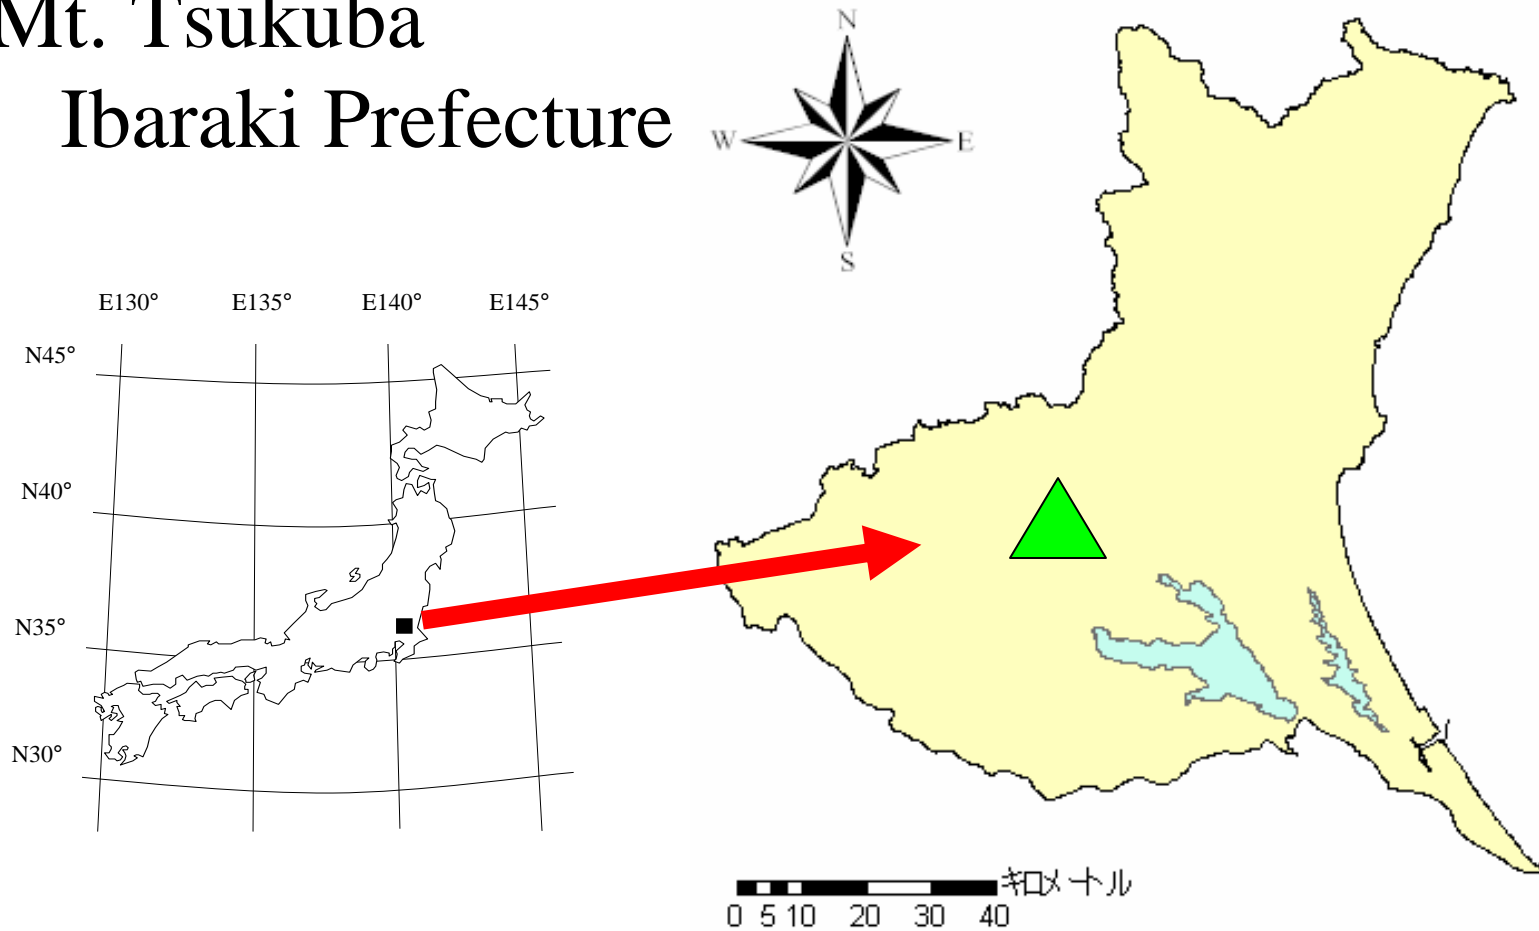 Mt. Tsukuba
Ibaraki Prefecture
N
W
E
S
E130°
E135°
E140°
E145°
N45°
N40°
N35°
N30°
キロメートル
0 5 10 20 30 40